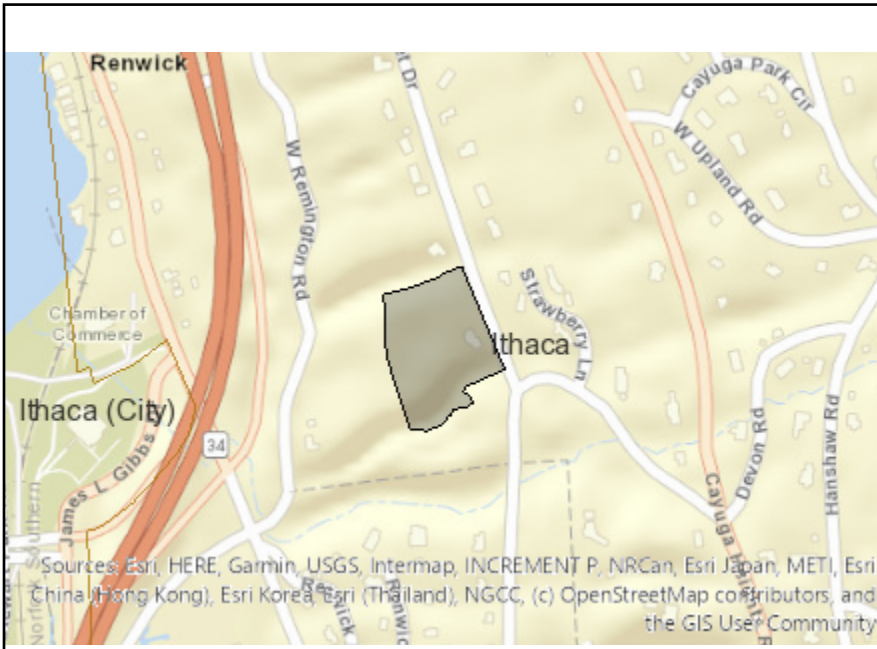 Renwick
t Dr
Cayuga Park Cir
W Upland Rd
W Remington Rd
Strawberry Ln
Chamber of
Commerce
Ithaca
Ithaca (City)
34
James L Gibbs D
Devon Rd
Hanshaw Rd
Cayuga Heights R
Norfolk Southern
Renwick
Renwic
Sources: Esri, HERE, Garmin, USGS, Intermap, INCREMENT P, NRCan, Esri Japan, METI, Esri
China (Hong Kong), Esri Korea, Esri (Thailand), NGCC, (c) OpenStreetMap contributors, and
the GIS User Community